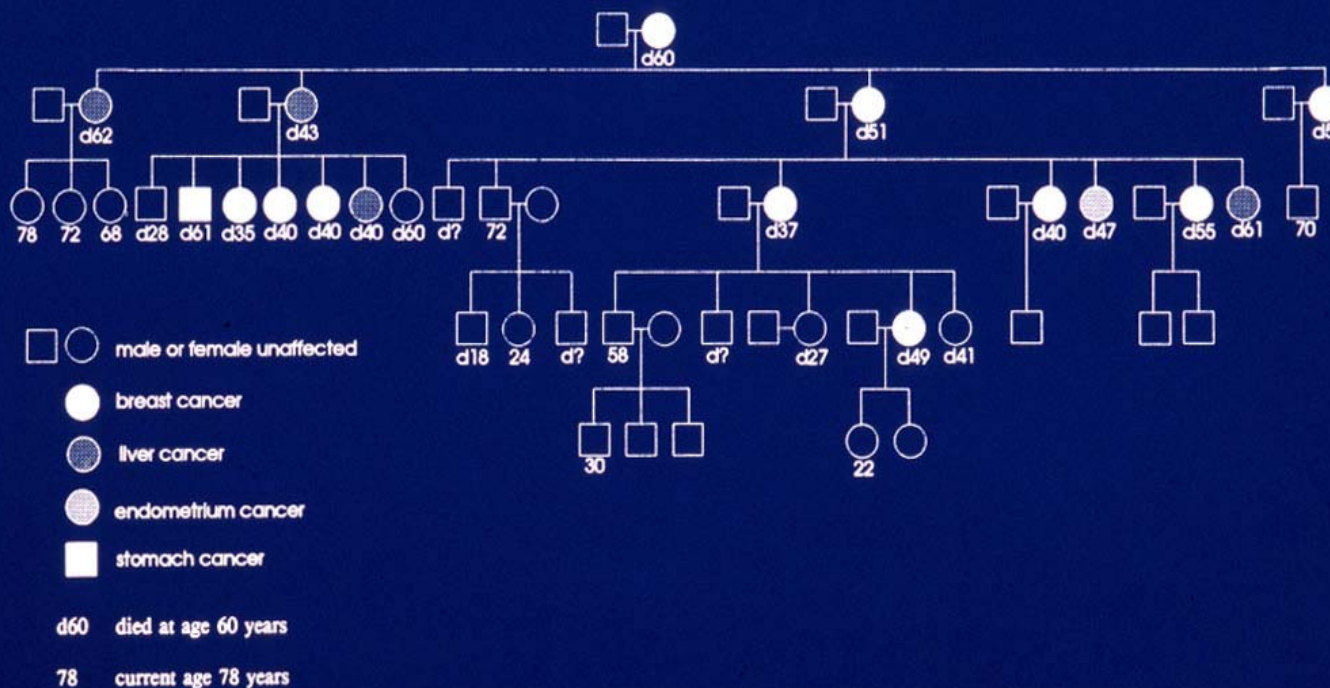 d60
d62 d43 d51 d5
78 72 68 d28 d61 d35 d40 d40 d40 d60 d? 72 d37 d40 d47 d55 d61 70
d18 24 d? 58 d? d27 d49 d41
male or female unaffected
breast cancer
30 22
liver cancer
endometrium cancer
stomach cancer
d60 died at age 60 years
78 current age 78 years